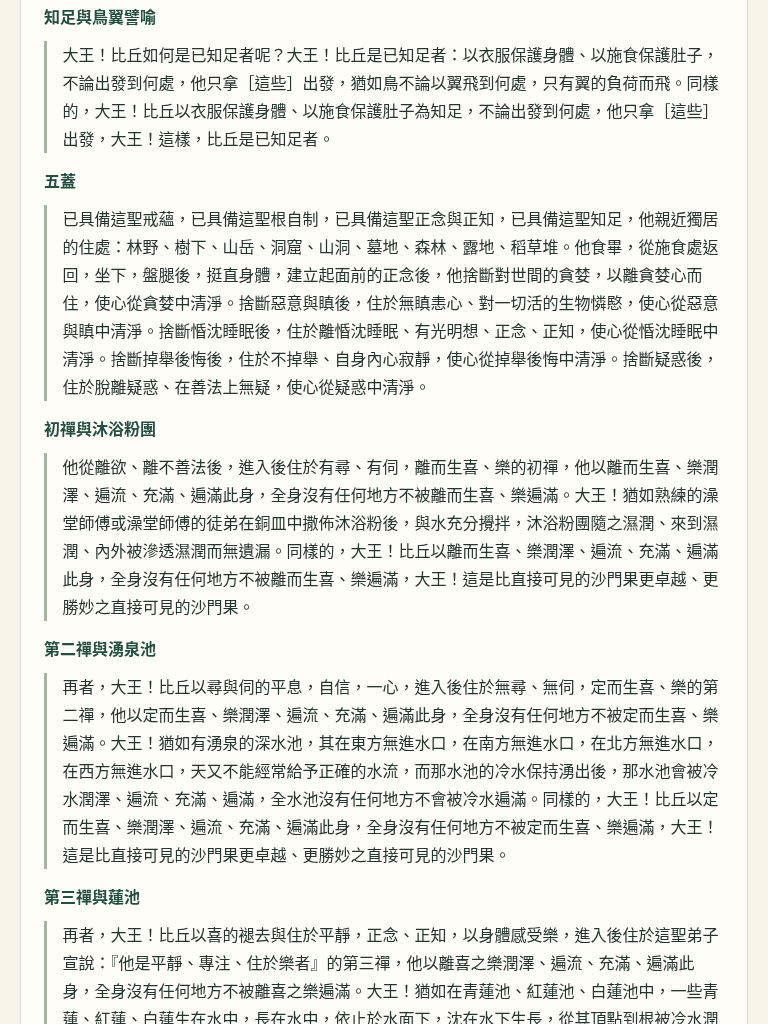 知足與鳥翼譬喻
大王！比丘如何是已知足者呢？大王！比丘是已知足者：以衣服保護身體、以施食保護肚子，
不論出發到何處，他只拿［這些］出發，猶如鳥不論以翼飛到何處，只有翼的負荷而飛。同樣
的，大王！比丘以衣服保護身體、以施食保護肚子為知足，不論出發到何處，他只拿［這些］
出發，大王！這樣，比丘是已知足者。
五蓋
已具備這聖戒蘊，已具備這聖根自制，已具備這聖正念與正知，已具備這聖知足，他親近獨居
的住處：林野、樹下、山岳、洞窟、山洞、墓地、森林、露地、稻草堆。他食畢，從施食處返
回，坐下，盤腿後，挺直身體，建立起面前的正念後，他捨斷對世間的貪婪，以離貪婪心而
住，使心從貪婪中清淨。捨斷惡意與瞋後，住於無瞋恚心、對一切活的生物憐愍，使心從惡意
與瞋中清淨。捨斷惛沈睡眠後，住於離惛沈睡眠、有光明想、正念、正知，使心從惛沈睡眠中
清淨。捨斷掉舉後悔後，住於不掉舉、自身內心寂靜，使心從掉舉後悔中清淨。捨斷疑惑後，
住於脫離疑惑、在善法上無疑，使心從疑惑中清淨。
初禪與沐浴粉團
他從離欲、離不善法後，進入後住於有尋、有伺，離而生喜、樂的初禪，他以離而生喜、樂潤
澤、遍流、充滿、遍滿此身，全身沒有任何地方不被離而生喜、樂遍滿。大王！猶如熟練的澡
堂師傅或澡堂師傅的徒弟在銅皿中撒佈沐浴粉後，與水充分攪拌，沐浴粉團隨之濕潤、來到濕
潤、內外被滲透濕潤而無遺漏。同樣的，大王！比丘以離而生喜、樂潤澤、遍流、充滿、遍滿
此身，全身沒有任何地方不被離而生喜、樂遍滿，大王！這是比直接可見的沙門果更卓越、更
勝妙之直接可見的沙門果。
第二禪與湧泉池
再者，大王！比丘以尋與伺的平息，自信，一心，進入後住於無尋、無伺，定而生喜、樂的第
二禪，他以定而生喜、樂潤澤、遍流、充滿、遍滿此身，全身沒有任何地方不被定而生喜、樂
遍滿。大王！猶如有湧泉的深水池，其在東方無進水口，在南方無進水口，在北方無進水口，
在西方無進水口，天又不能經常給予正確的水流，而那水池的冷水保持湧出後，那水池會被冷
水潤澤、遍流、充滿、遍滿，全水池沒有任何地方不會被冷水遍滿。同樣的，大王！比丘以定
而生喜、樂潤澤、遍流、充滿、遍滿此身，全身沒有任何地方不被定而生喜、樂遍滿，大王！
這是比直接可見的沙門果更卓越、更勝妙之直接可見的沙門果。
第三禪與蓮池
再者，大王！比丘以喜的褪去與住於平靜，正念、正知，以身體感受樂，進入後住於這聖弟子
宣說：『他是平靜、專注、住於樂者』的第三禪，他以離喜之樂潤澤、遍流、充滿、遍滿此
身，全身沒有任何地方不被離喜之樂遍滿。大王！猶如在青蓮池、紅蓮池、白蓮池中，一些青
蓮、紅蓮、白蓮生在水中，長在水中，依止於水面下，沈在水下生長，從其頂點到根被冷水潤